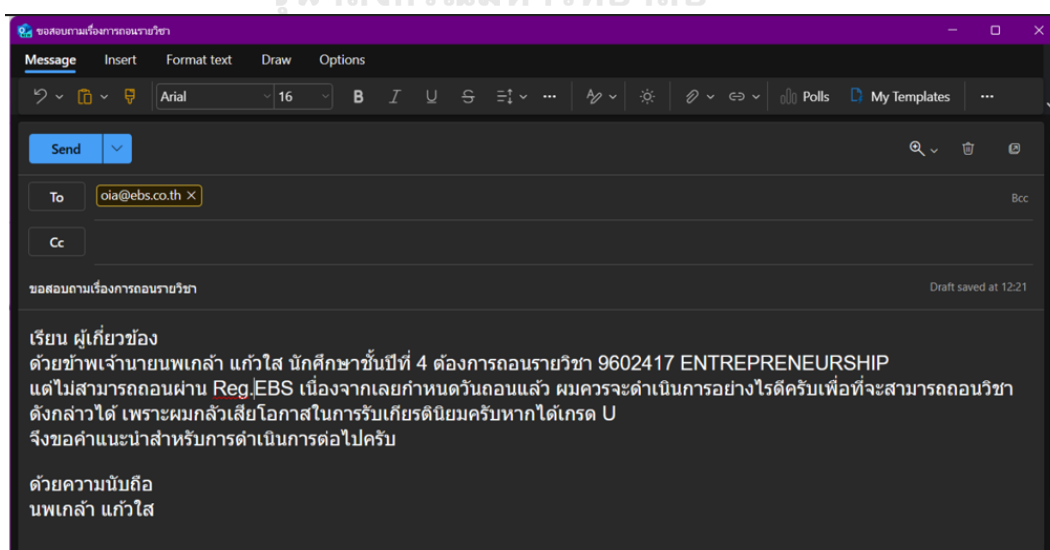 ขอสอบถามเรื่องการถอนรายวิชา
Message Insert Format text Draw Options
Arial 16 B I U S Polls My Templates
Send
To oia@ebs.co.th Bcc
Cc
ขอสอบถามเรื่องการถอนรายวิชา Draft saved at 12:21
เรียน ผู้เกี่ยวข้อง
ด้วยข้าพเจ้านายนพเกล้า แก้วใส นักศึกษาชั้นปีที่ 4 ต้องการถอนรายวิชา 9602417 ENTREPRENEURSHIP
แต่ไม่สามารถถอนผ่าน Reg.EBS เนื่องจากเลยกำหนดวันถอนแล้ว ผมควรจะดำเนินการอย่างไรดีครับเพื่อที่จะสามารถถอนวิชา
ดังกล่าวได้ เพราะผมกลัวเสียโอกาสในการรับเกียรตินิยมครับหากได้เกรด U
จึงขอคำแนะนำสำหรับการดำเนินการต่อไปครับ
ด้วยความนับถือ
นพเกล้า แก้วใส